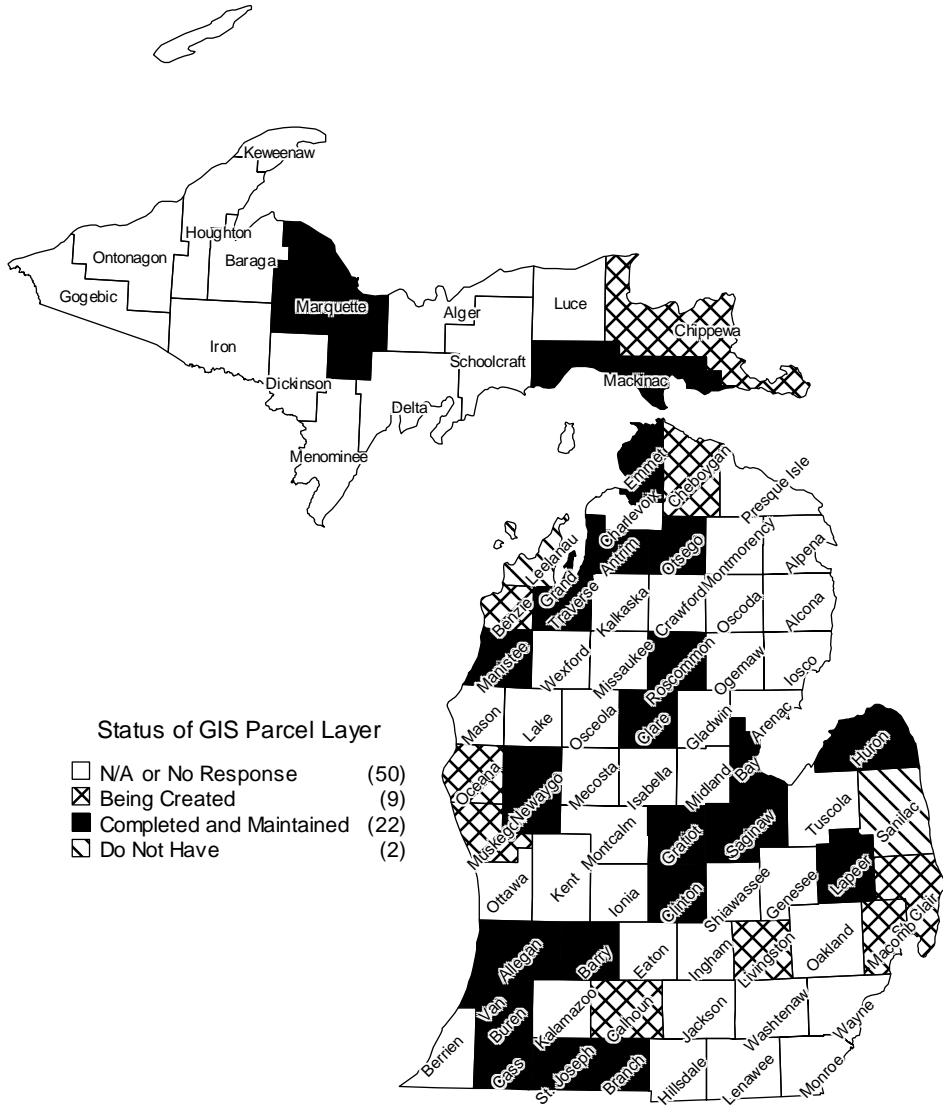 Keweenaw
Houghton
Ontonagon
Baraga
Gogebic
Marquette
Iron
Alger
Luce
Chippewa
Schoolcraft
Mackinac
Dickinson
Delta
Menominee
Emmet
Cheboygan
Presque Isle
Charlevoix
Leelanau
Antrim
Otsego
Montmorency
Alpena
Benzie
Grand
Traverse
Kalkaska
Crawford
Oscoda
Alcona
Manistee
Wexford
Missaukee
Roscommon
Ogemaw
Iosco
Mason
Lake
Osceola
Clare
Gladwin
Arenac
Huron
Status of GIS Parcel Layer
N/A or No Response (50)
Being Created (9)
Completed and Maintained (22)
Do Not Have (2)
Oceana
Newaygo
Mecosta
Isabella
Midland
Bay
Muskego
Montcalm
Gratiot
Saginaw
Tuscola
Sanilac
Ottawa
Kent
Ionia
Clinton
Shiawassee
Genesee
Lapeer
St. Clair
Allegan
Barry
Eaton
Ingham
Livingston
Oakland
Macomb
Van
Buren
Kalamazoo
Calhoun
Jackson
Washtenaw
Wayne
Berrien
Cass
St. Joseph
Branch
Hillsdale
Lenawee
Monroe